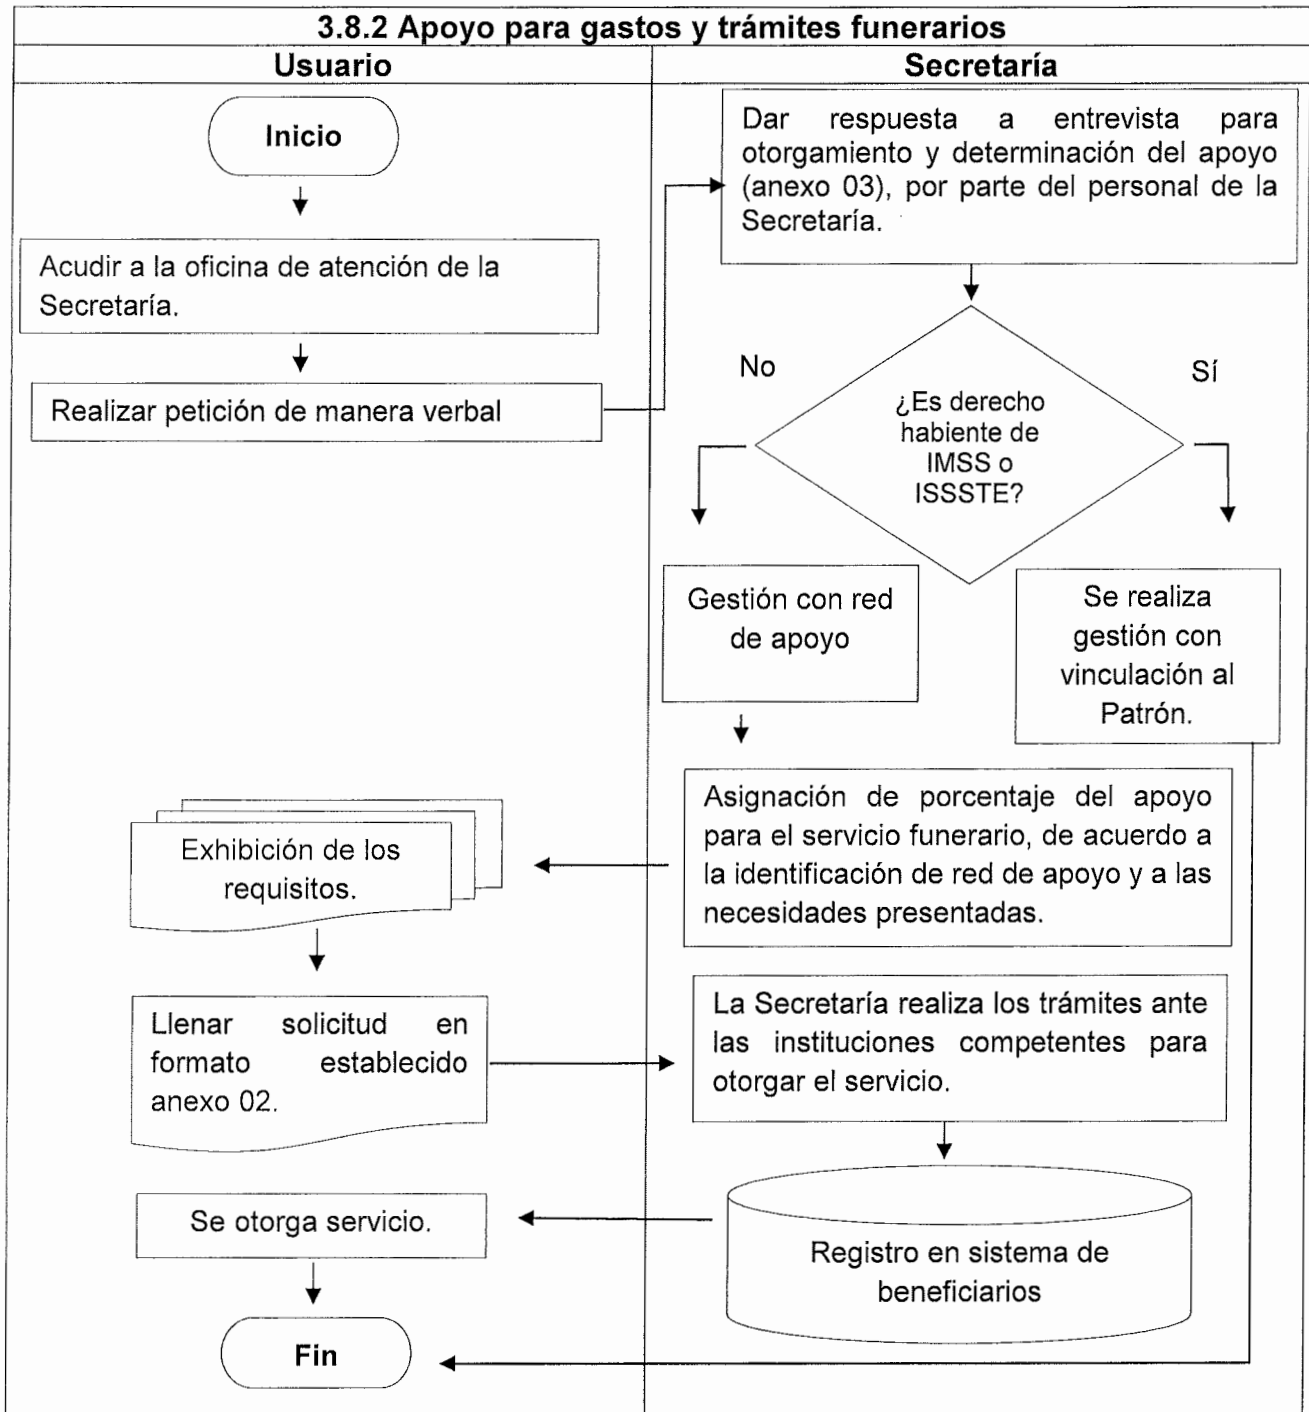 3.8.2 Apoyo para gastos y trámites funerarios
Usuario
Secretaría
Inicio
Acudir a la oficina de atención de la
Secretaría.
Realizar petición de manera verbal
Dar respuesta a entrevista para
otorgamiento y determinación del apoyo
(anexo 03), por parte del personal de la
Secretaría.
¿Es derecho
habiente de
IMSS o
ISSSTE?
No
Sí
Gestión con red
de apoyo
Se realiza
gestión con
vinculación al
Patrón.
Asignación de porcentaje del apoyo
para el servicio funerario, de acuerdo a
la identificación de red de apoyo y a las
necesidades presentadas.
Exhibición de los
requisitos.
Llenar solicitud en
formato establecido
anexo 02.
La Secretaría realiza los trámites ante
las instituciones competentes para
otorgar el servicio.
Registro en sistema de
beneficiarios
Se otorga servicio.
Fin